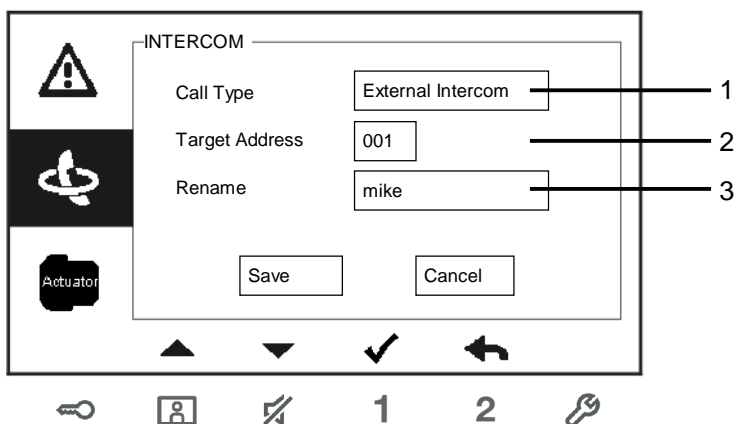 INTERCOM
Call Type External Intercom 1
Target Address 001 2
Rename mike 3
Actuator Save Cancel
1 2